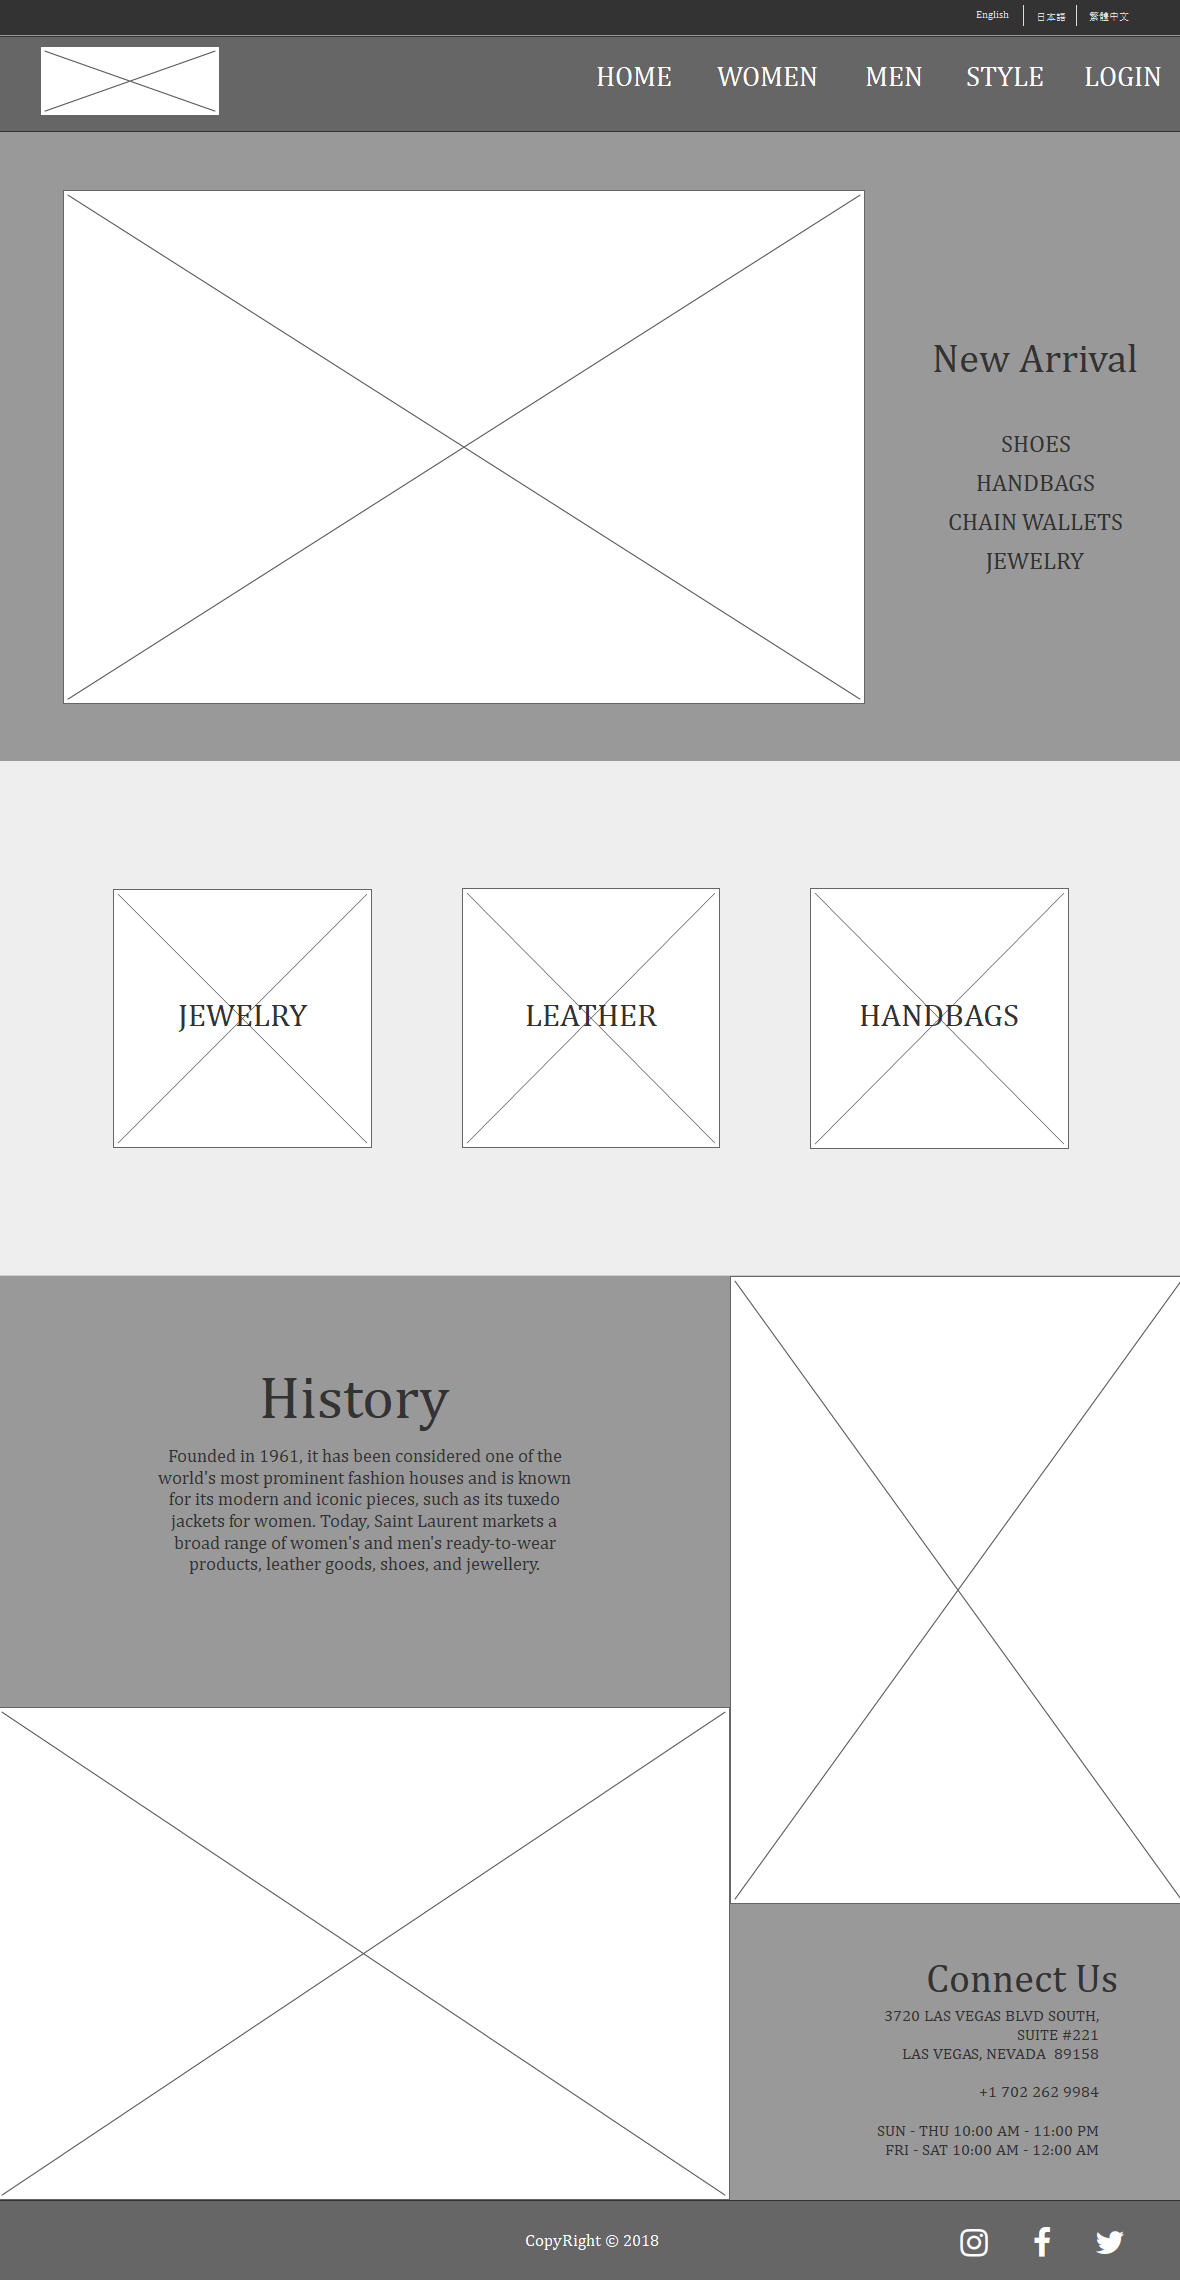 English
日本語
繁體中文
HOME
WOMEN
MEN
STYLE
LOGIN
New Arrival
SHOES
HANDBAGS
CHAIN WALLETS
JEWELRY
JEWELRY
LEATHER
HANDBAGS
History
Founded in 1961, it has been considered one of the
world's most prominent fashion houses and is known
for its modern and iconic pieces, such as its tuxedo
jackets for women. Today, Saint Laurent markets a
broad range of women's and men's ready-to-wear
products, leather goods, shoes, and jewellery.
Connect Us
3720 LAS VEGAS BLVD SOUTH,
SUITE #221
LAS VEGAS, NEVADA  89158
+1 702 262 9984
SUN - THU 10:00 AM - 11:00 PM
FRI - SAT 10:00 AM - 12:00 AM
CopyRight © 2018